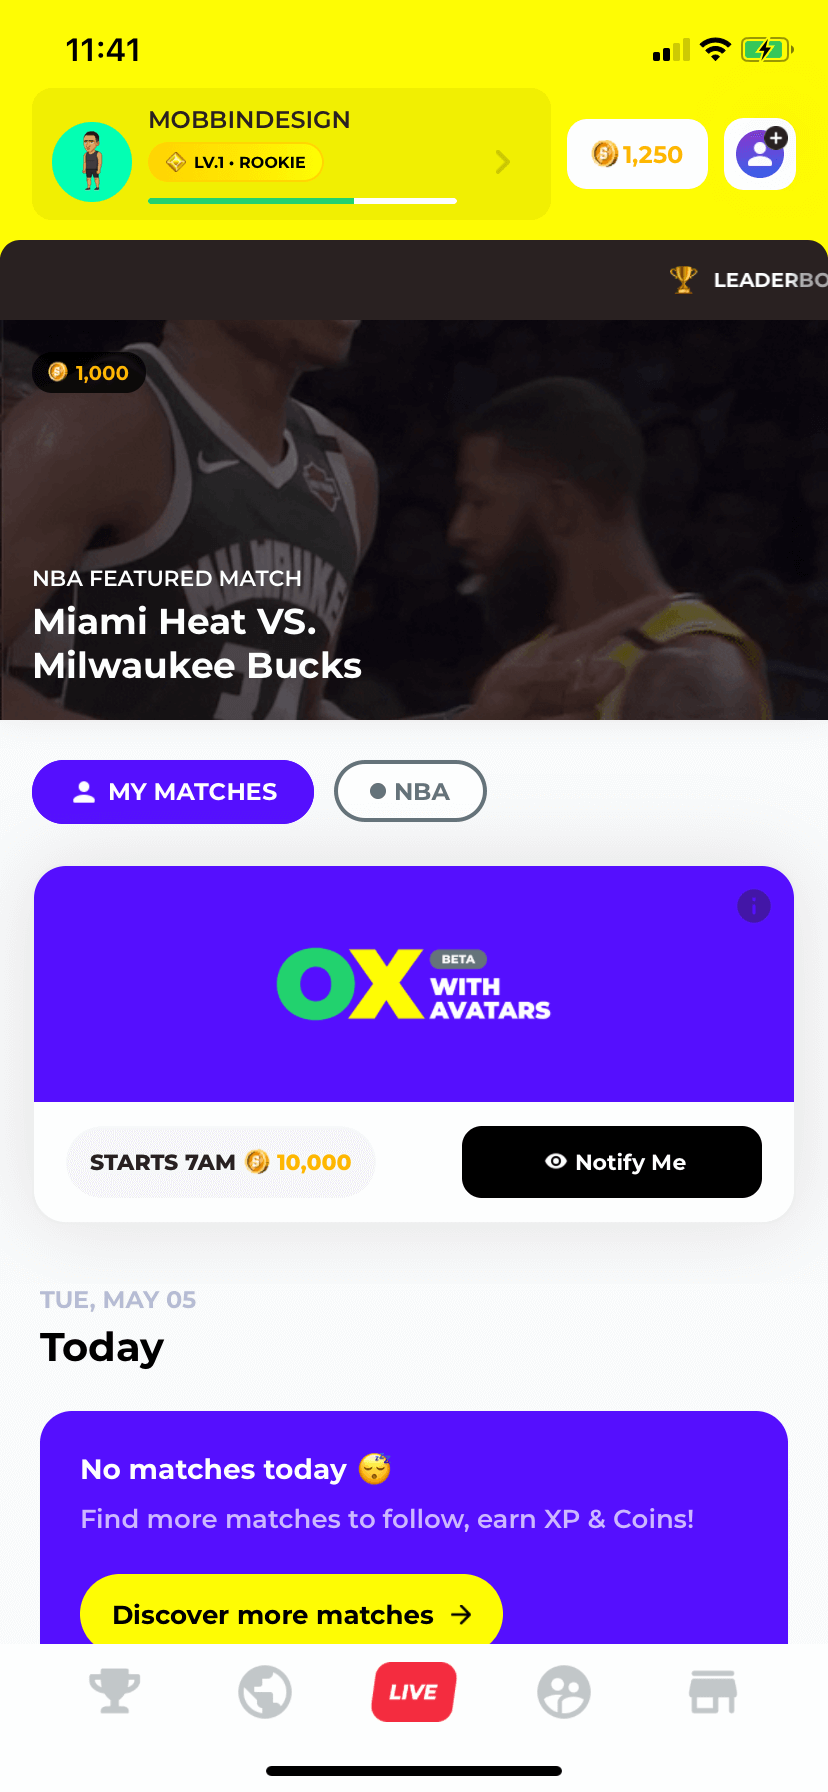 11:41
MOBBINDESIGN
LV.1 • ROOKIE
1,250
LEADERBO
1,000
NBA FEATURED MATCH
Miami Heat VS.
Milwaukee Bucks
MY MATCHES
NBA
OX
BETA
WITH
AVATARS
STARTS 7AM 10,000
Notify Me
TUE, MAY 05
Today
No matches today 😴
Find more matches to follow, earn XP & Coins!
Discover more matches →
LIVE